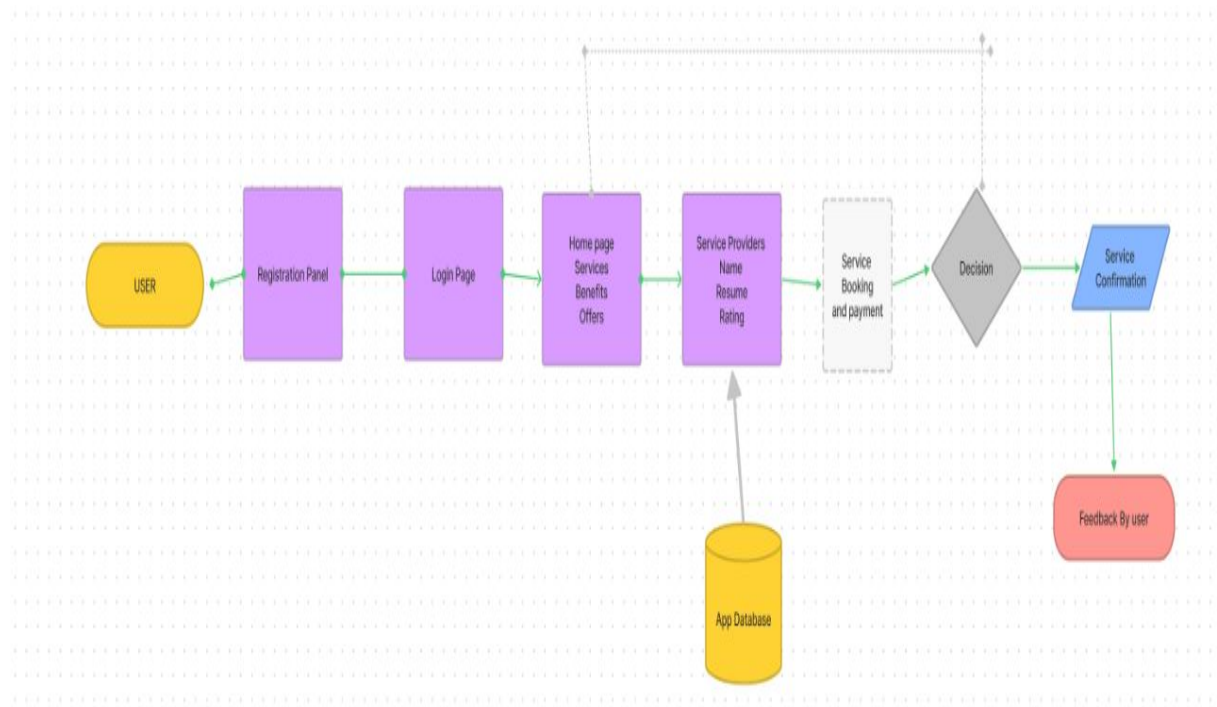 USER
Registration Panel
Login Page
Home page
Services
Benefits
Offers
Service Providers
Name
Resume
Rating
Service
Booking
and payment
Decision
Service
Confirmation
Feedback By user
App Database